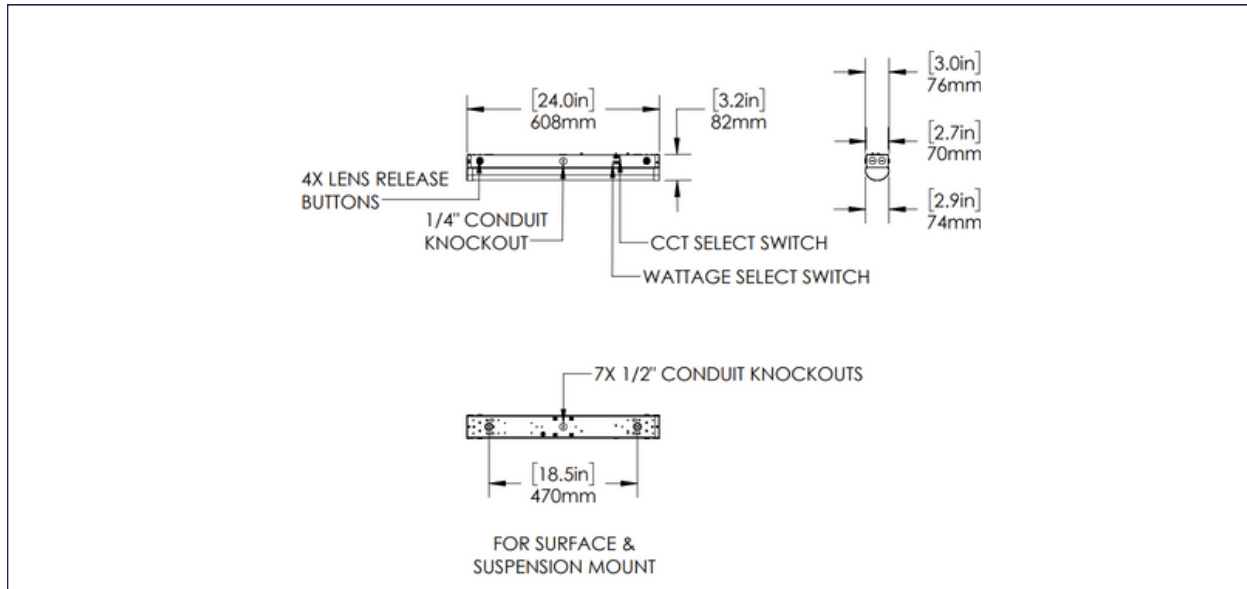 [24.0in]
608mm
[3.2in]
82mm
[3.0in]
76mm
[2.7in]
70mm
[2.9in]
74mm
4X LENS RELEASE
BUTTONS
1/4" CONDUIT
KNOCKOUT
CCT SELECT SWITCH
WATTAGE SELECT SWITCH
7X 1/2" CONDUIT KNOCKOUTS
[18.5in]
470mm
FOR SURFACE &
SUSPENSION MOUNT